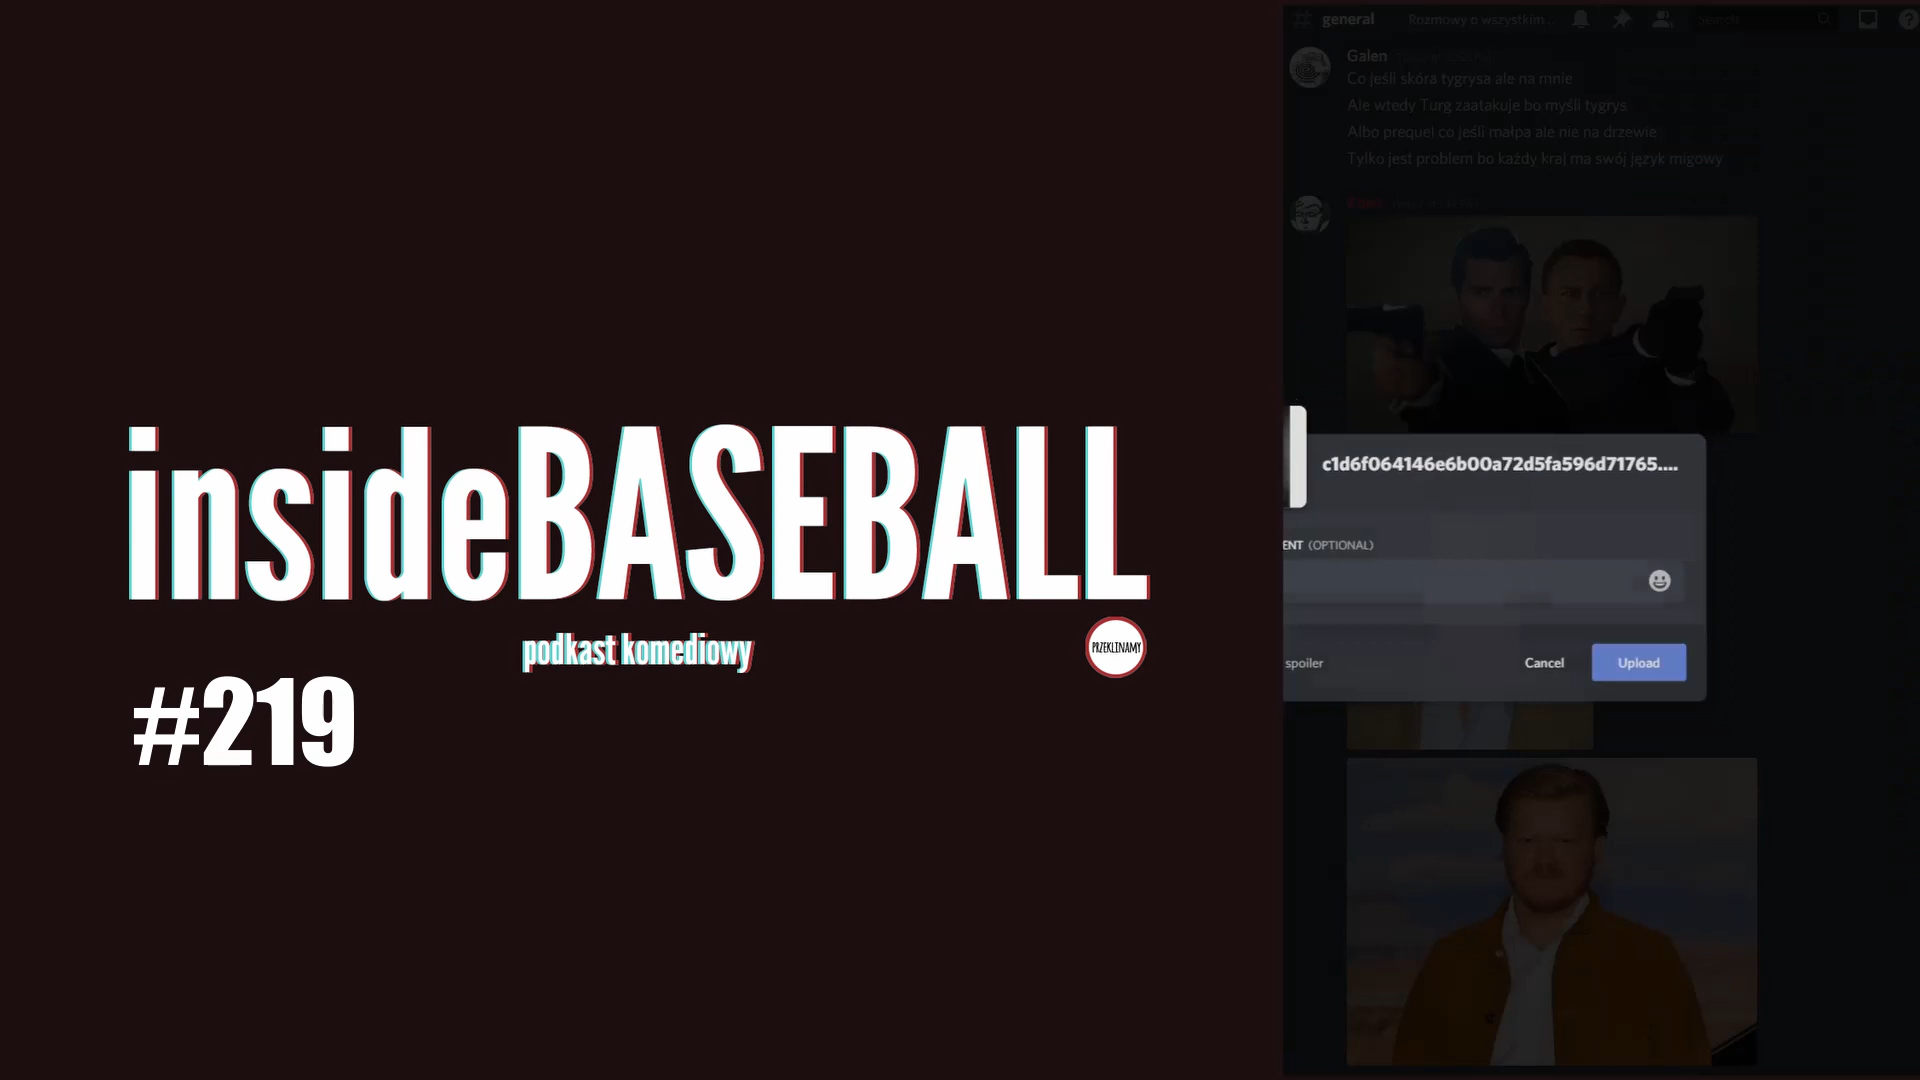 insideBASEBALL
podkast komediowy
PRZEKLINAMY
#219
general
Rozmowy o wszystkim...
Search
Galen
Co jeśli skóra tygrysa ale na mnie
Ale wtedy Turg zaatakuje bo myśli tygrys
Albo prequel co jeśli małpa ale nie na drzewie
Tylko jest problem bo każdy kraj ma swój język migowy
c1d6f064146e6b00a72d5fa596d71765....
ENT (OPTIONAL)
spoiler
Cancel
Upload